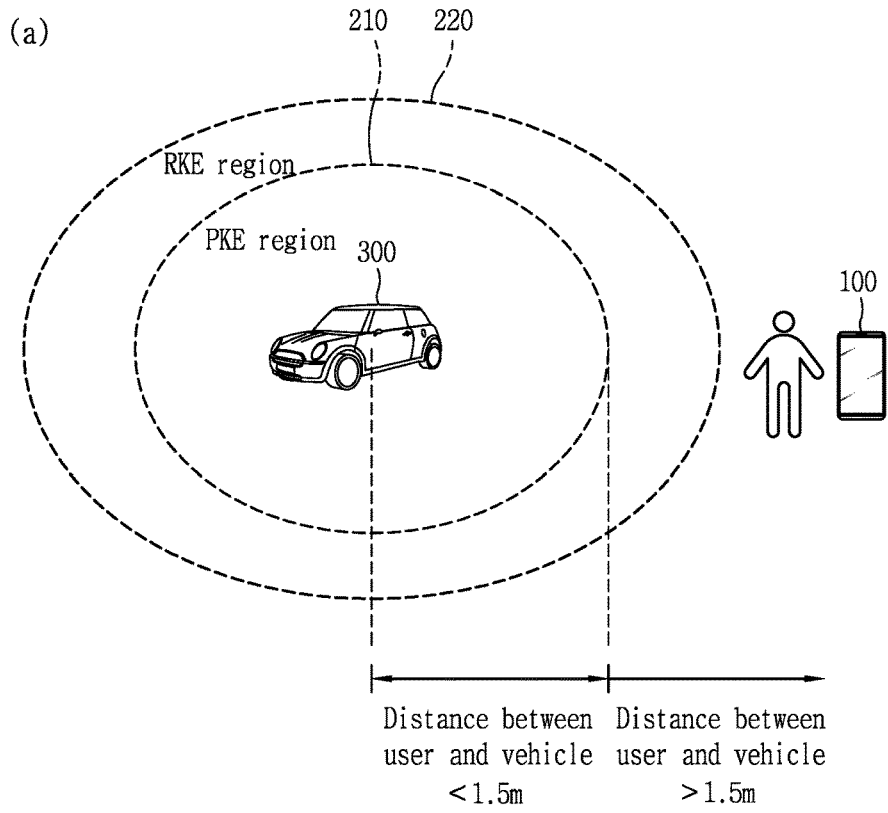 (a)
210 220
RKE region
PKE region
300
100
Distance between
user and vehicle
<1.5m
Distance between
user and vehicle
>1.5m